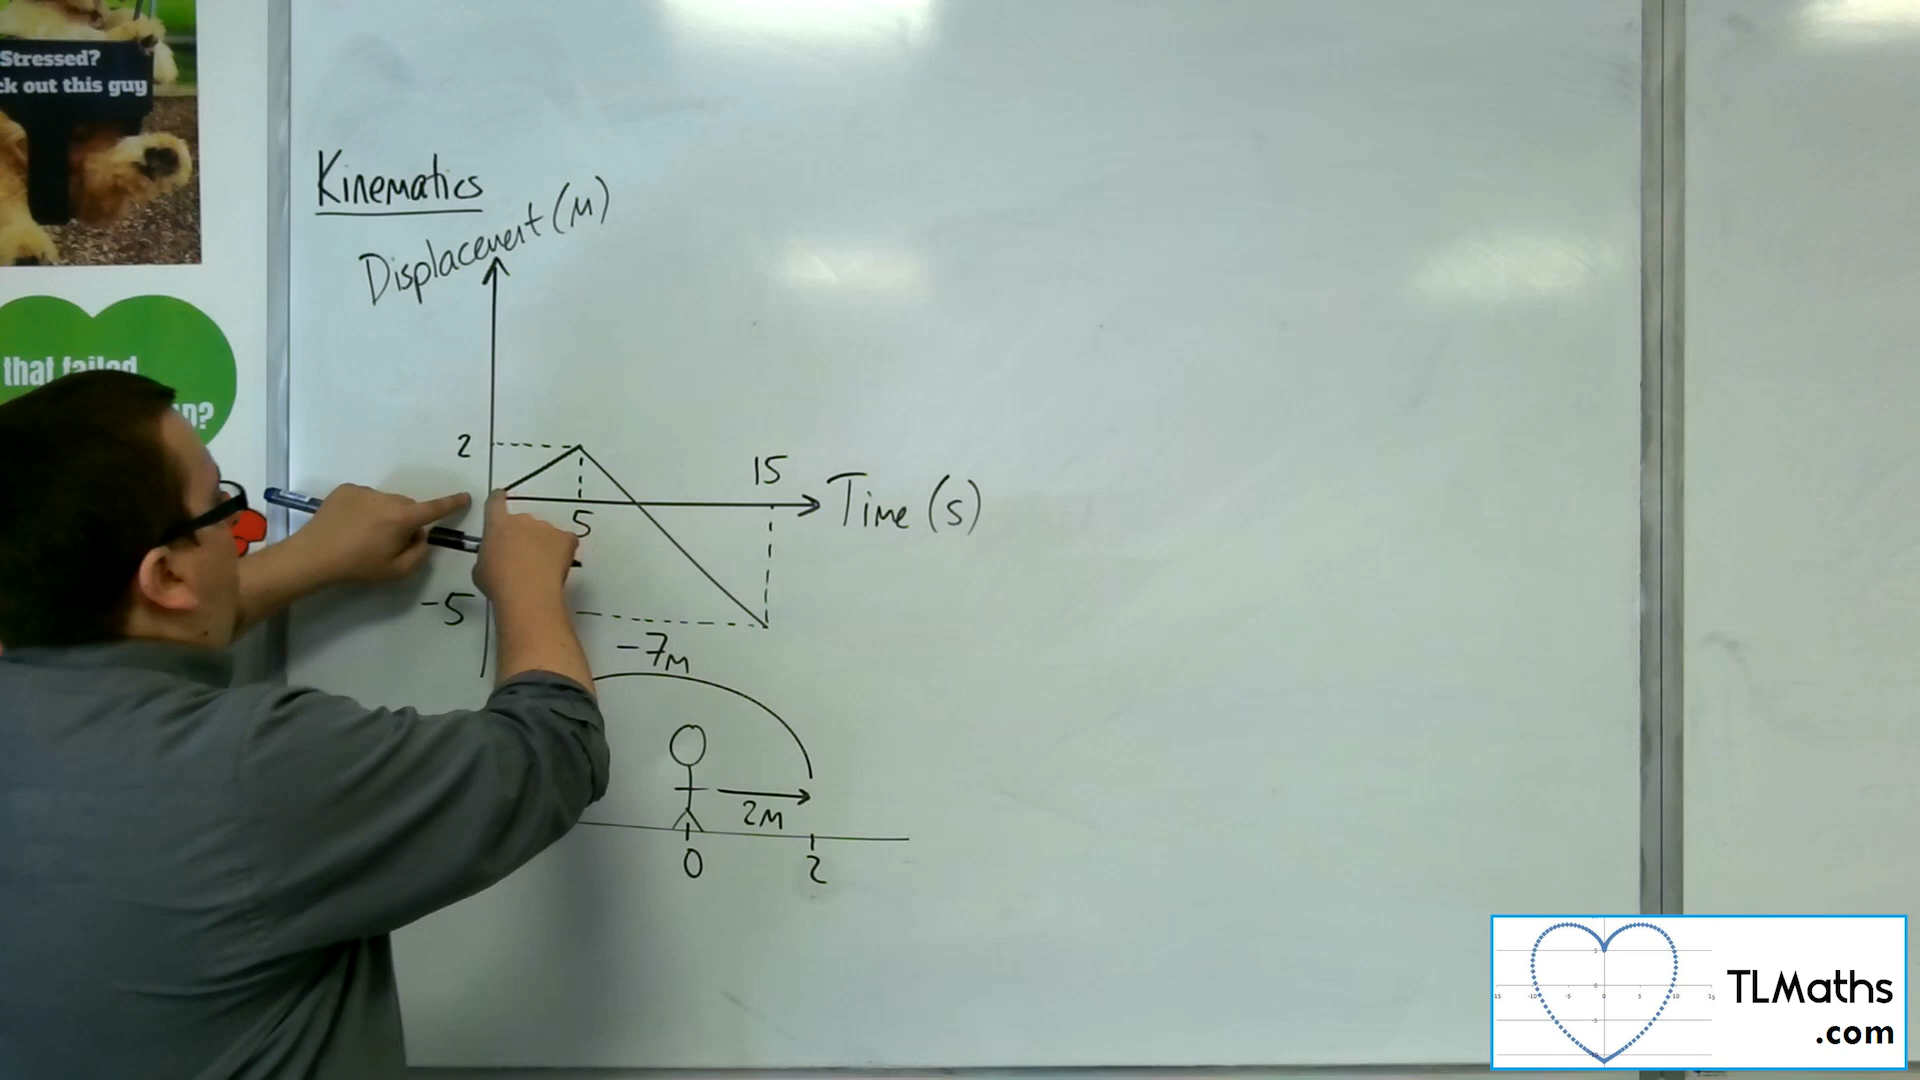 Stressed?
ck out this guy
that failed
Kinematics
Displacement (M)
2
15
Time (s)
5
-5
-7M
2M
0
2
TLMaths
.com